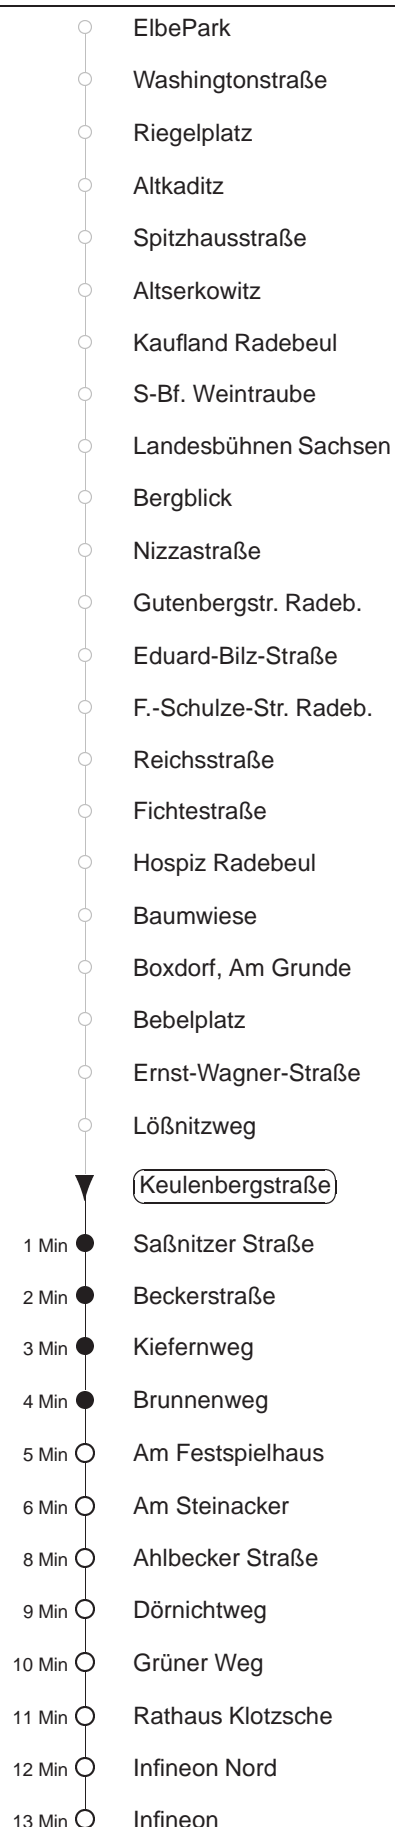 ElbePark
Washingtonstraße
Riegelplatz
Altkaditz
Spitzhausstraße
Altserkowitz
Kaufland Radebeul
S-Bf. Weintraube
Landesbühnen Sachsen
Bergblick
Nizzastraße
Gutenbergstr. Radeb.
Eduard-Bilz-Straße
F.-Schulze-Str. Radeb.
Reichsstraße
Fichtestraße
Hospiz Radebeul
Baumwiese
Boxdorf, Am Grunde
Bebelplatz
Ernst-Wagner-Straße
Lößnitzweg
Keulenbergstraße
1 Min Saßnitzer Straße
2 Min Beckerstraße
3 Min Kiefernweg
4 Min Brunnenweg
5 Min Am Festspielhaus
6 Min Am Steinacker
8 Min Ahlbecker Straße
9 Min Dörnichtweg
10 Min Grüner Weg
11 Min Rathaus Klotzsche
12 Min Infineon Nord
13 Min Infineon